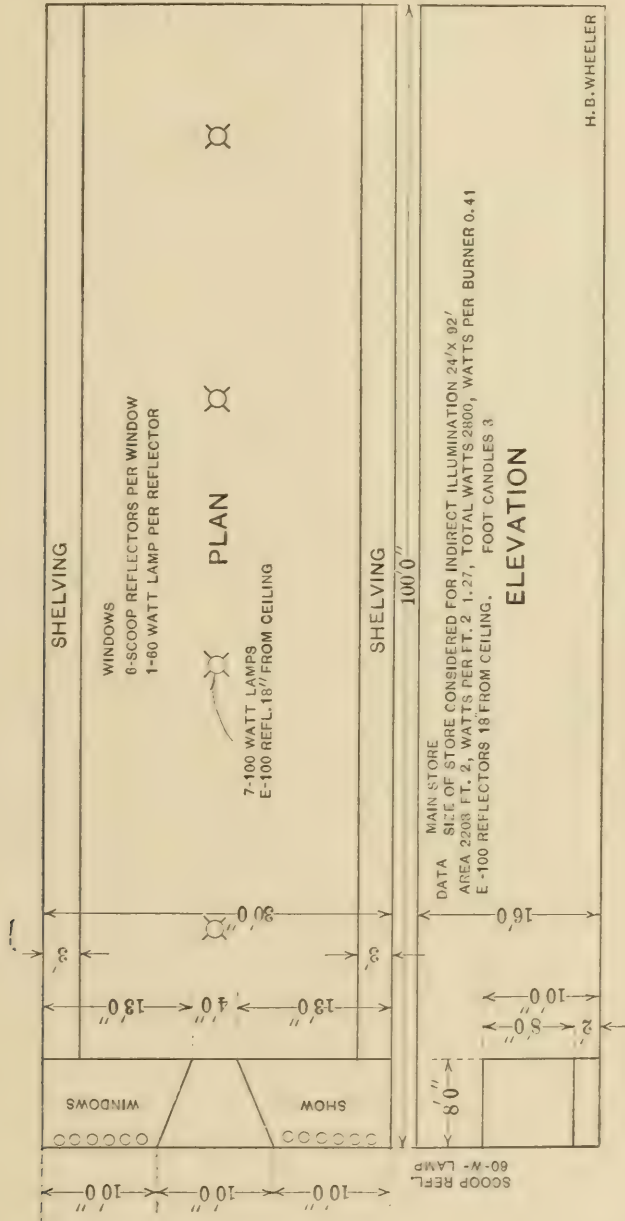 SHELVING
WINDOWS
6-SCOOP REFLECTORS PER WINDOW
1-60 WATT LAMP PER REFLECTOR
PLAN
7-100 WATT LAMPS
E-100 REFL. 18" FROM CEILING
SHELVING
WINDOWS
SHOW
10'0"
10'0"
10'0"
13'0"
4'0"
13'0"
3'
30'0"
3'
100'0"
SCOOP REFL.
60-W- LAMP
8'0"
2'
8'0"
10'0"
16'0"
DATA MAIN STORE
SIZE OF STORE CONSIDERED FOR INDIRECT ILLUMINATION 24'X 92'
AREA 2208 FT. 2, WATTS PER FT. 2 1.27, TOTAL WATTS 2800, WATTS PER BURNER 0.41
E -100 REFLECTORS 18"FROM CEILING. FOOT CANDLES 3
ELEVATION
H.B.WHEELER